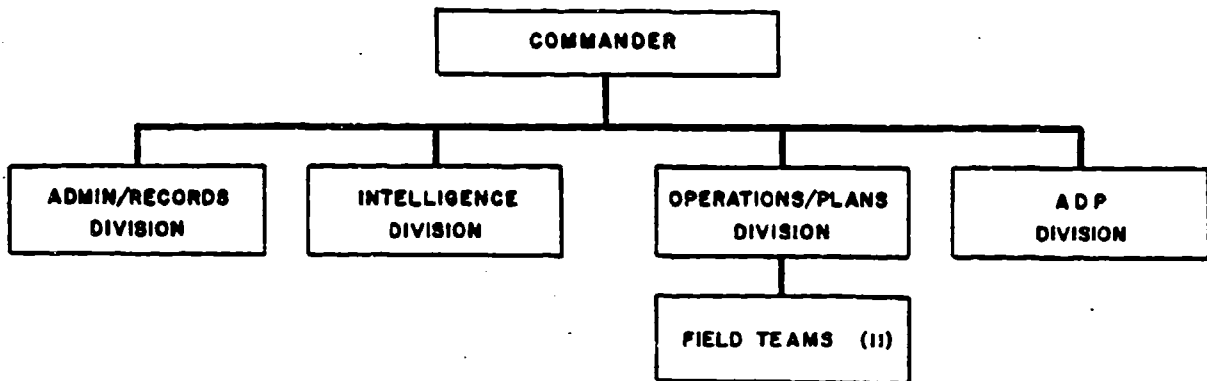 COMMANDER
ADMIN/RECORDS
DIVISION
INTELLIGENCE
DIVISION
OPERATIONS/PLANS
DIVISION
ADP
DIVISION
FIELD TEAMS (11)